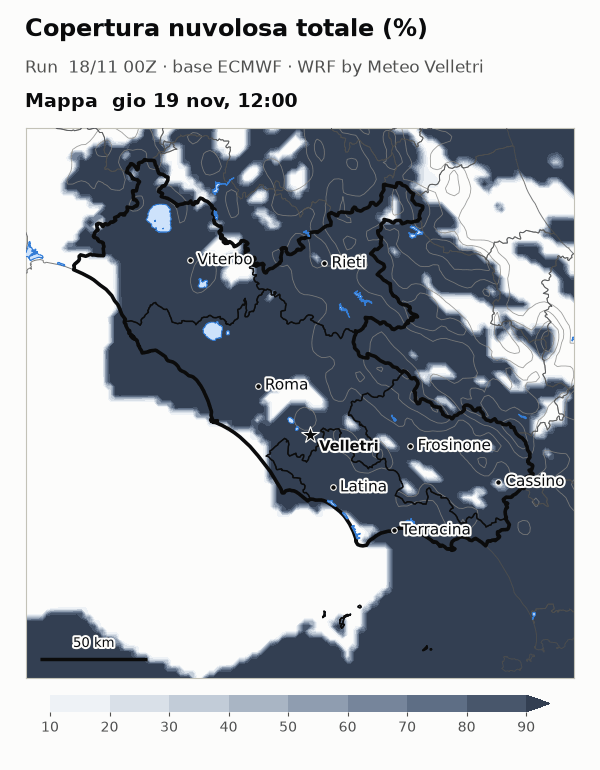 Copertura nuvolosa totale (%)
Run 18/11 00Z · base ECMWF · WRF by Meteo Velletri
Mappa gio 19 nov, 12:00
Viterbo
Rieti
Roma
Velletri
Frosinone
Latina
Cassino
Terracina
50 km
10 20 30 40 50 60 70 80 90